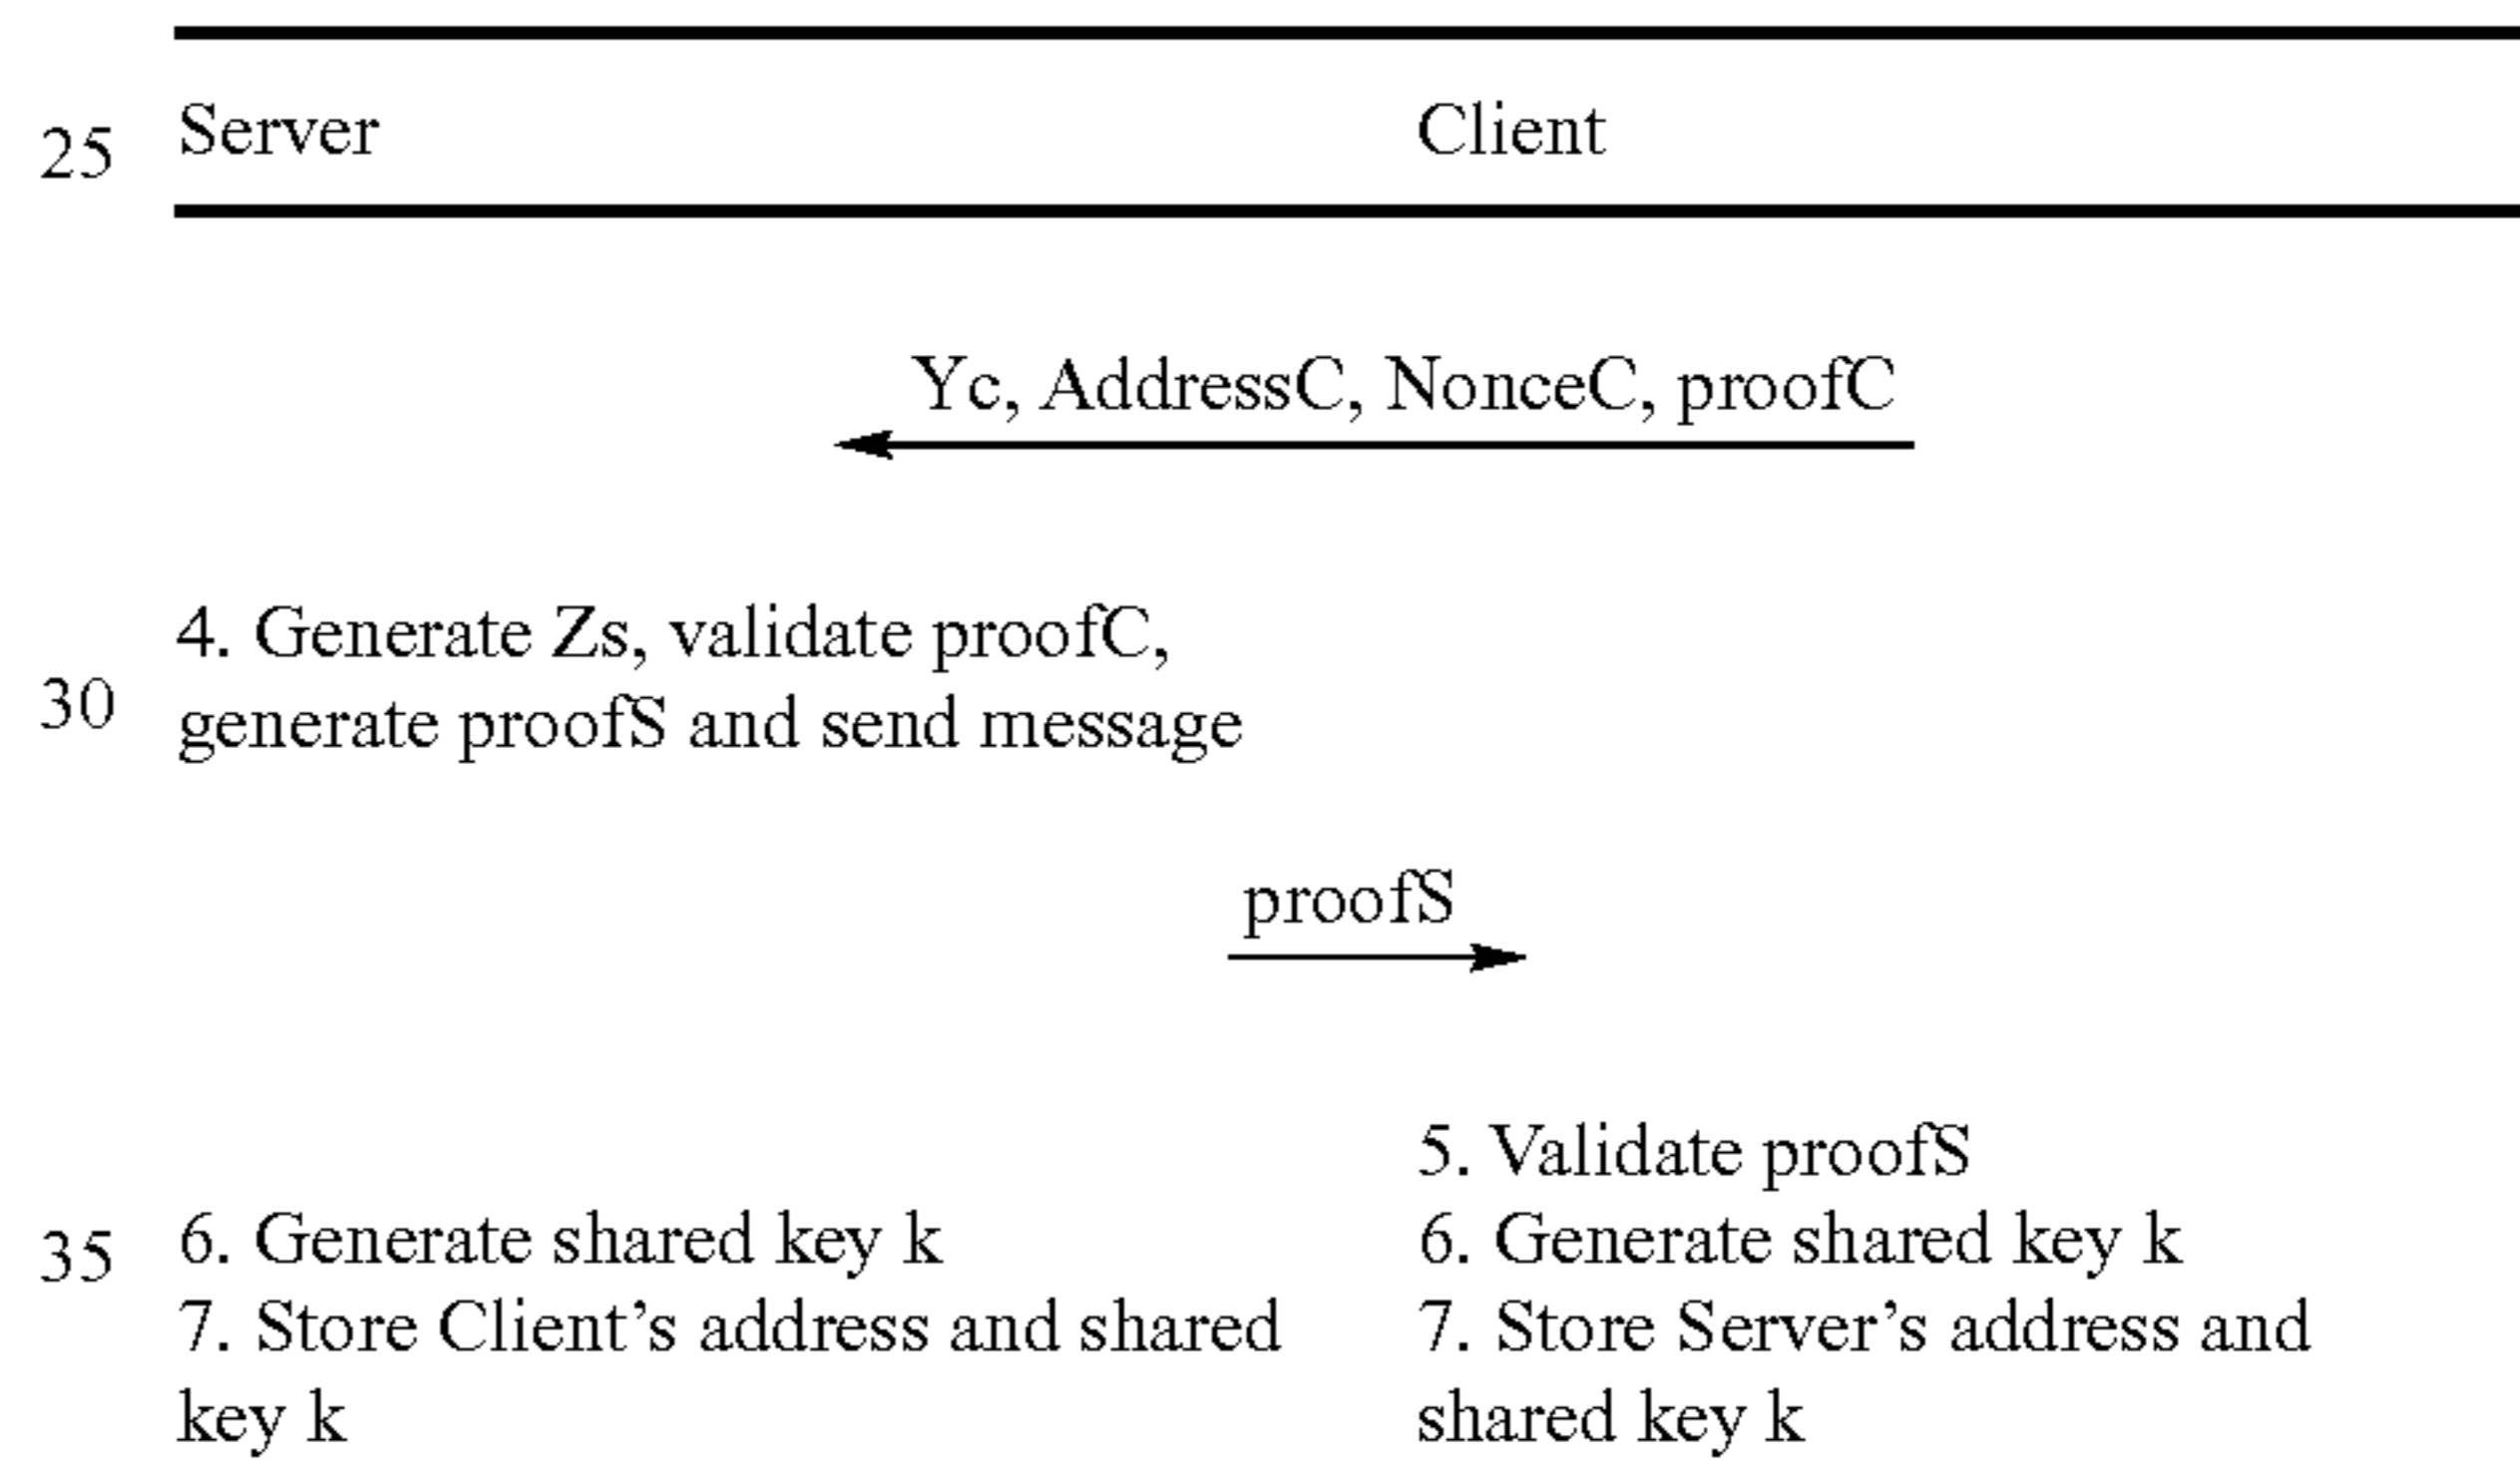 25 Server Client
Yc, AddressC, NonceC, proofC
4. Generate Zs, validate proofC,
30 generate proofS and send message
proofS
5. Validate proofS
35 6. Generate shared key k 6. Generate shared key k
7. Store Client’s address and shared 7. Store Server’s address and
key k shared key k